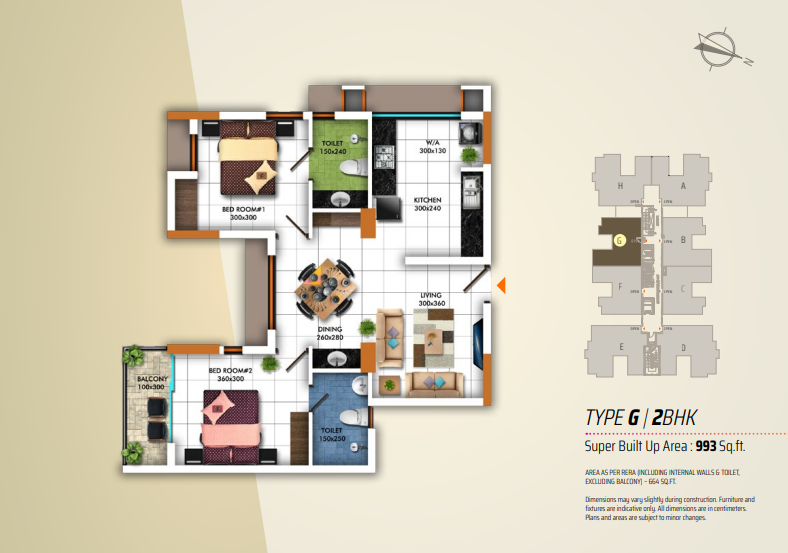 N
TOILET
150x240
W/A
300x130
BED ROOM#1
300x300
KITCHEN
300x240
LIVING
300x360
DINING
260x280
BED ROOM#2
360x300
BALCONY
100x300
TOILET
150x250
H
A
OPEN
OPEN
G
B
OPEN
F
C
OPEN
OPEN
OPEN
OPEN
E
D
TYPE G | 2BHK
Super Built Up Area : 993 Sq.ft.
AREA AS PER RERA (INCLUDING INTERNAL WALLS & TOILET,
EXCLUDING BALCONY) - 664 SQ.FT.
Dimensions may vary slightly during construction. Furniture and
fixtures are indicative only. All dimensions are in centimeters.
Plans and areas are subject to minor changes.